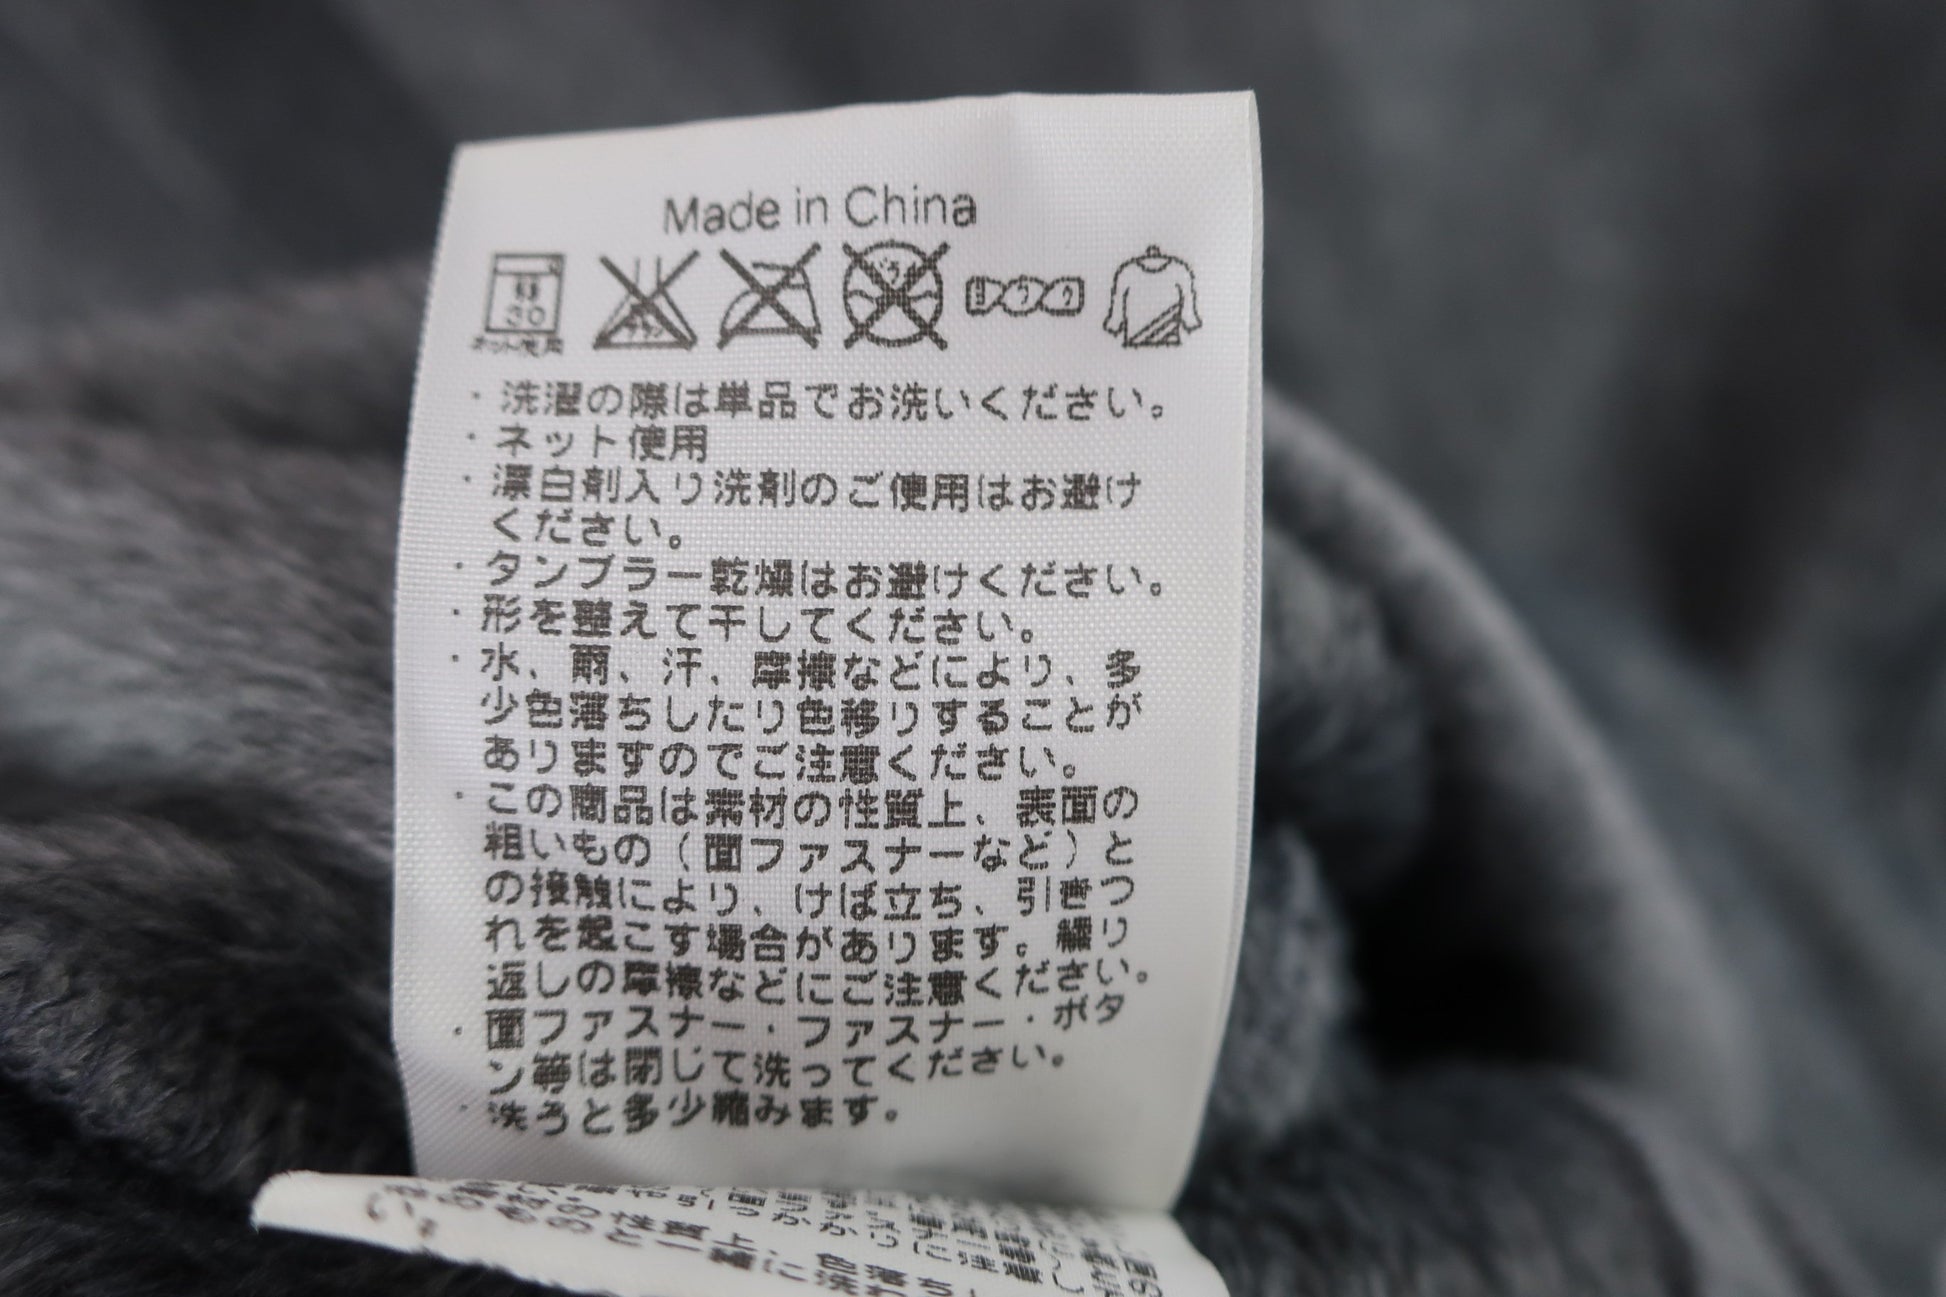 Made in China
30
ネット使用
・洗濯の際は単品でお洗いください。
・ネット使用
・漂白剤入り洗剤のご使用はお避け
ください。
・タンブラー乾燥はお避けください。
・形を整えて干してください。
・水、雨、汗、摩擦などにより、多
少色落ちしたり色移りすることが
ありますのでご注意ください。
・この商品は素材の性質上、表面の
粗いもの（面ファスナーなど）と
の接触により、けば立ち、引きつ
れを起こす場合があります。繰り
返しの摩擦などにご注意ください。
・面ファスナー・ファスナー・ボタ
ン等は閉じて洗ってください。
・洗うと多少縮みます。